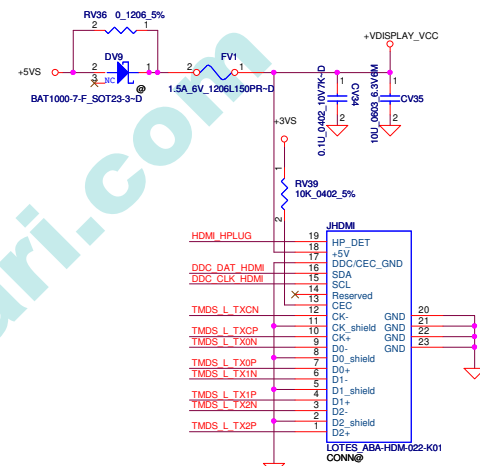 RV36 0_1206_5%
1 2
+VDISPLAY_VCC
DV9
FV1
+5VS 1 2 2 1
3 NC
@
BAT1000-7-F_SOT23-3~D
1.5A_6V_1206L150PR~D
0.1U_0402_10V7K~D
CV34
1
2
10U_0603_6.3V6M
CV35
1
2
+3VS
1
RV39
10K_0402_5%
2
JHDMI
HDMI_HPLUG 19 HP_DET
18 +5V
17 DDC/CEC_GND
DDC_DAT_HDMI 16 SDA
DDC_CLK_HDMI 15 SCL
14 Reserved
13 CEC
TMDS_L_TXCN 12 CK- GND 20
11 CK_shield GND 21
TMDS_L_TXCP 10 CK+ GND 22
TMDS_L_TX0N 9 D0- GND 23
8 D0_shield
TMDS_L_TX0P 7 D0+
TMDS_L_TX1N 6 D1-
5 D1_shield
TMDS_L_TX1P 4 D1+
TMDS_L_TX2N 3 D2-
2 D2_shield
TMDS_L_TX2P 1 D2+
LOTES_ABA-HDM-022-K01
CONN@
ari.com